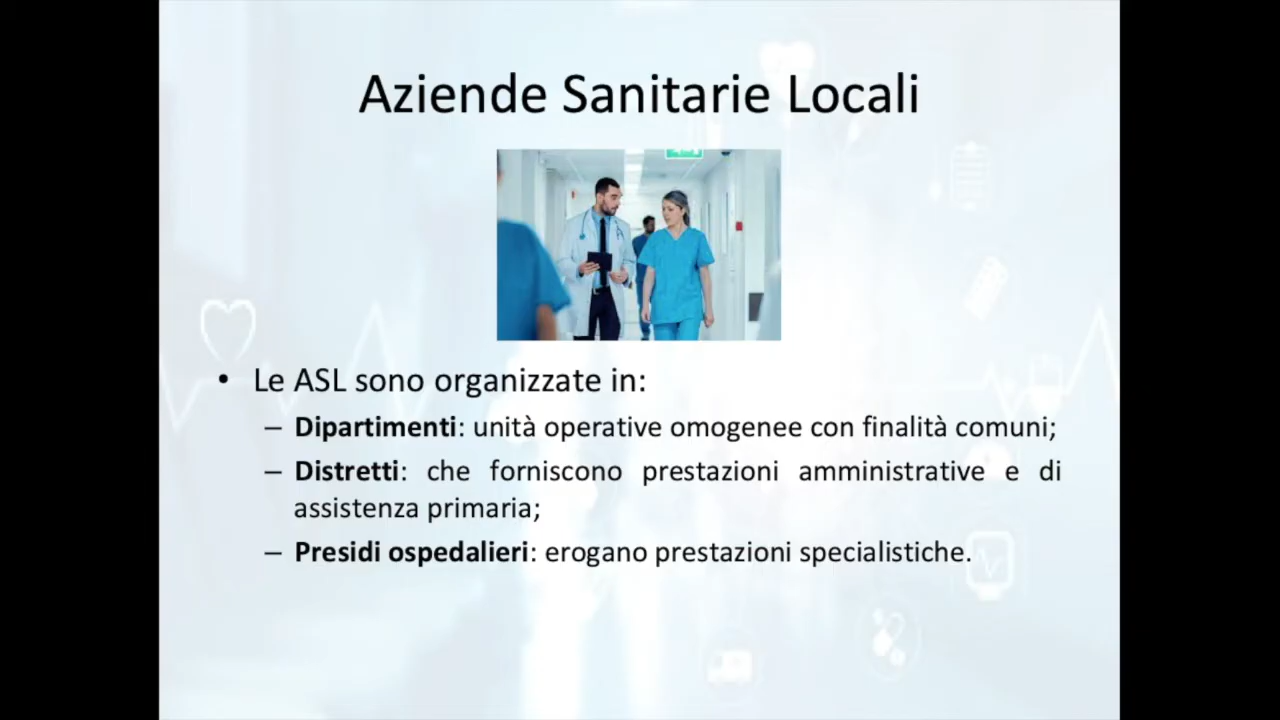 Aziende Sanitarie Locali
• Le ASL sono organizzate in:
– Dipartimenti: unità operative omogenee con finalità comuni;
– Distretti: che forniscono prestazioni amministrative e di
assistenza primaria;
– Presidi ospedalieri: erogano prestazioni specialistiche.